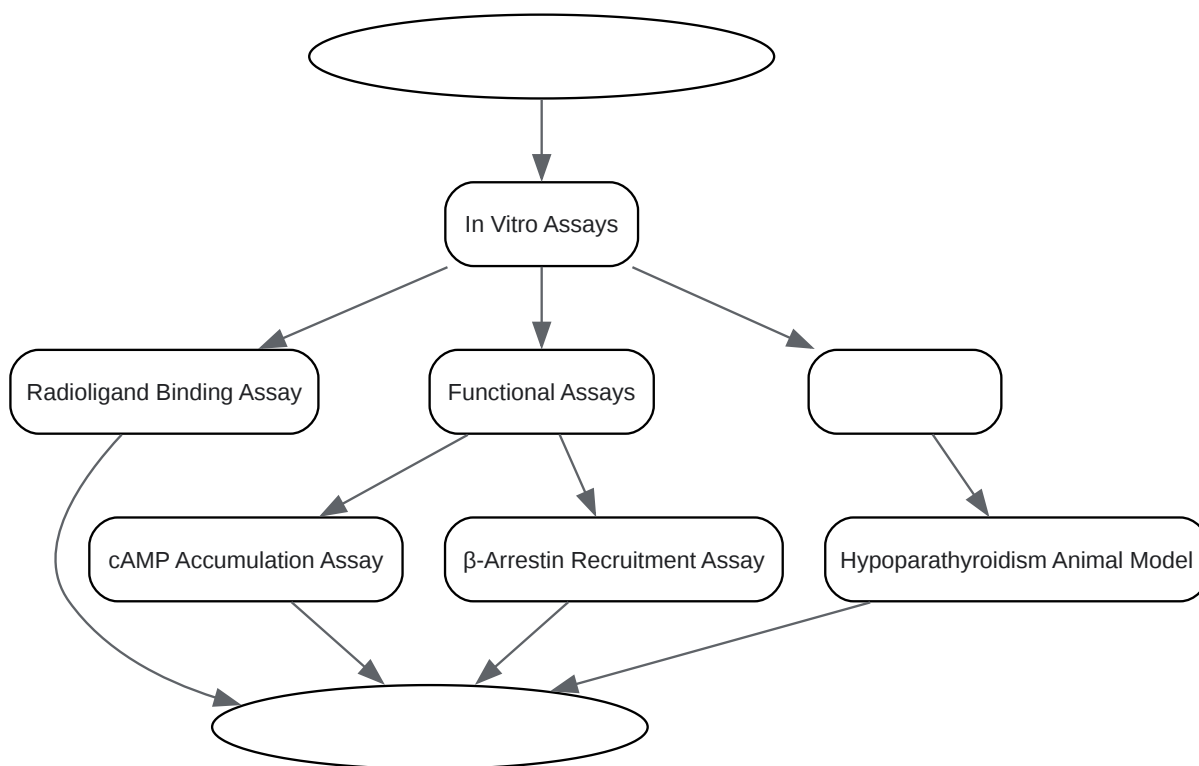 In Vitro Assays
Radioligand Binding Assay
Functional Assays
cAMP Accumulation Assay
β-Arrestin Recruitment Assay
Hypoparathyroidism Animal Model